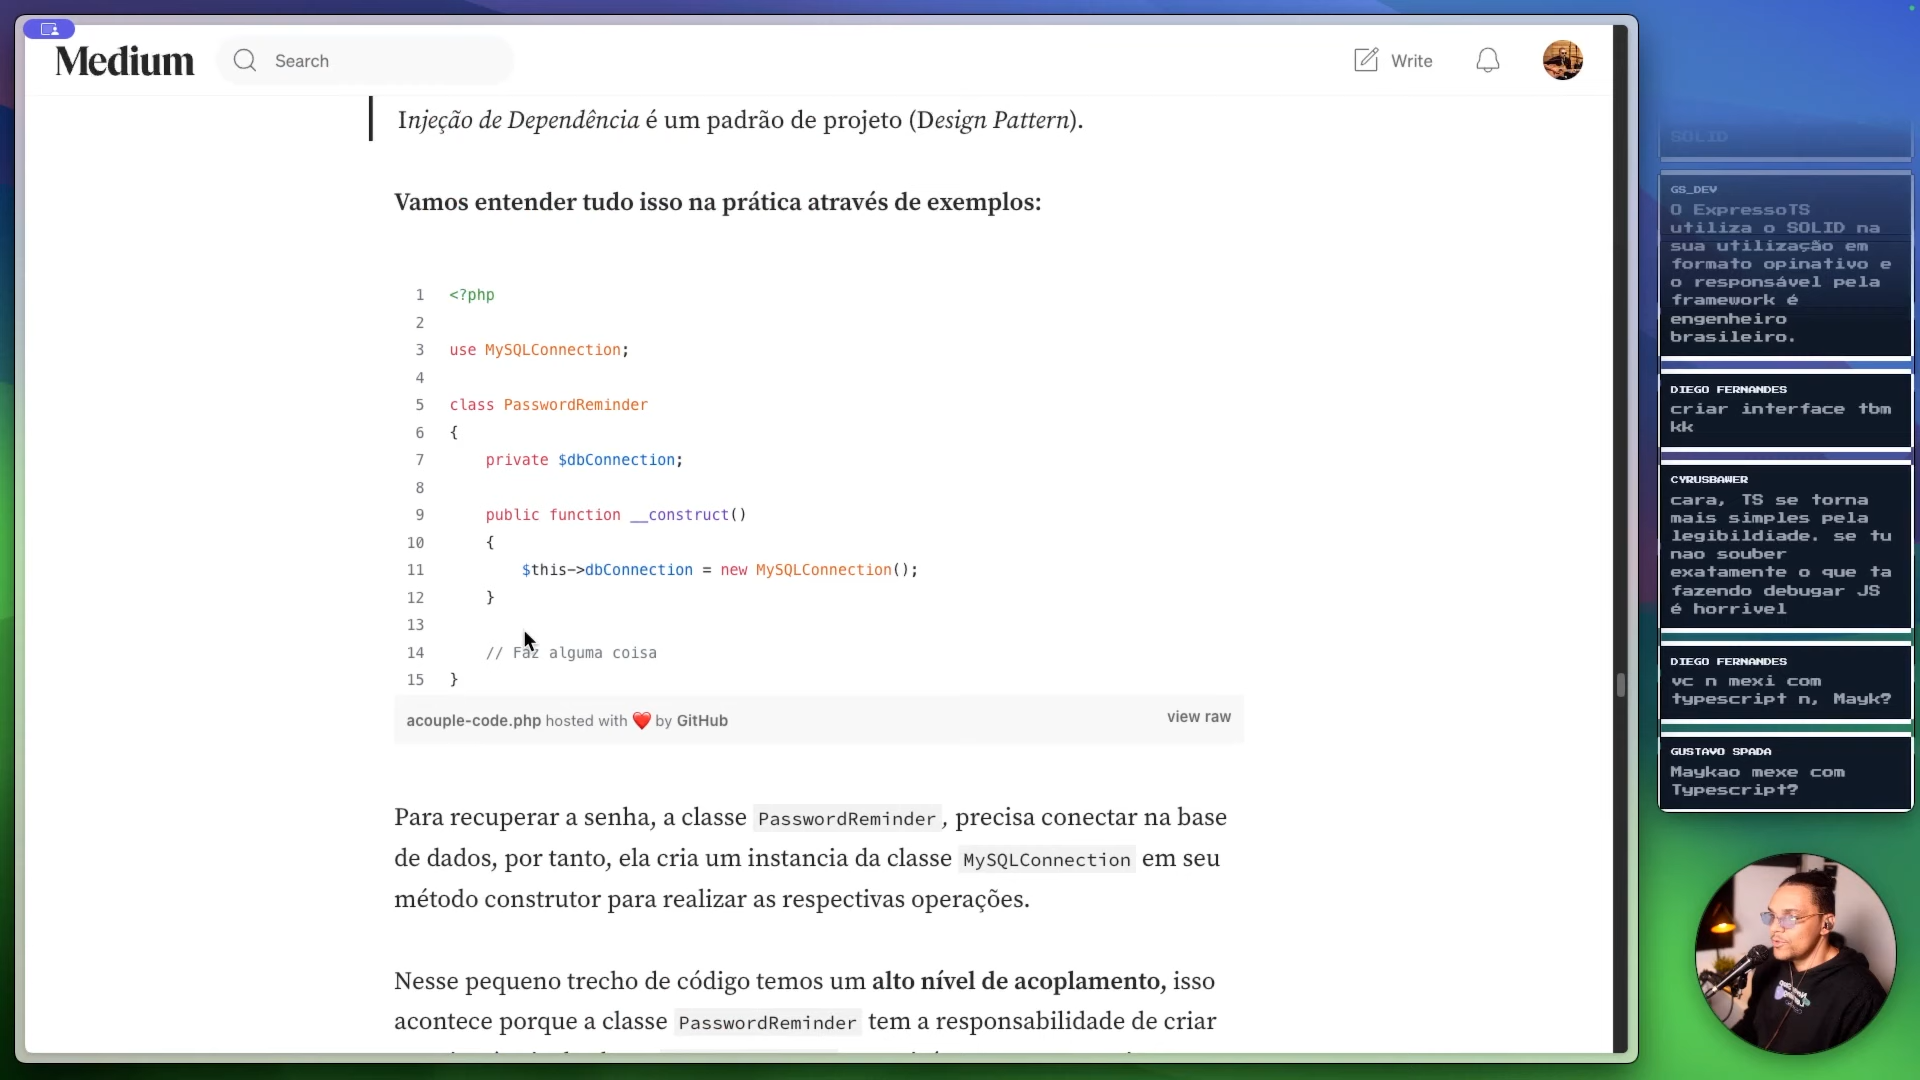 Medium
Search
Write
Injeção de Dependência é um padrão de projeto (Design Pattern).
Vamos entender tudo isso na prática através de exemplos:
1 <?php
2
3 use MySQLConnection;
4
5 class PasswordReminder
6 {
7 private $dbConnection;
8
9 public function __construct()
10 {
11 $this->dbConnection = new MySQLConnection();
12 }
13
14 // Faz alguma coisa
15 }
acouple-code.php hosted with ❤ by GitHub
view raw
Para recuperar a senha, a classe PasswordReminder, precisa conectar na base
de dados, por tanto, ela cria um instancia da classe MySQLConnection em seu
método construtor para realizar as respectivas operações.
Nesse pequeno trecho de código temos um alto nível de acoplamento, isso
acontece porque a classe PasswordReminder tem a responsabilidade de criar
SOLID
GS_DEV
O ExpressoTS
utiliza o SOLID na
sua utilização em
formato opinativo e
o responsável pela
framework é
engenheiro
brasileiro.
DIEGO FERNANDES
criar interface tbm
kk
CYRUSBAWER
cara, TS se torna
mais simples pela
legibildiade. se tu
nao souber
exatamente o que ta
fazendo debugar JS
é horrivel
DIEGO FERNANDES
vc n mexi com
typescript n, Mayk?
GUSTAVO SPADA
Maykao mexe com
Typescript?